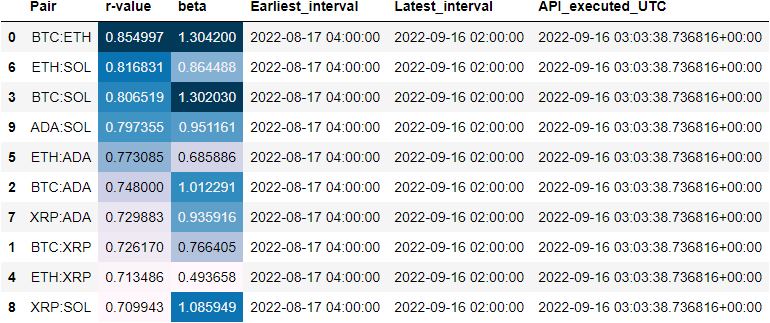 Pair r-value beta Earliest_interval Latest_interval API_executed_UTC
0 BTC:ETH 0.854997 1.304200 2022-08-17 04:00:00 2022-09-16 02:00:00 2022-09-16 03:03:38.736816+00:00
6 ETH:SOL 0.816831 0.864488 2022-08-17 04:00:00 2022-09-16 02:00:00 2022-09-16 03:03:38.736816+00:00
3 BTC:SOL 0.806519 1.302030 2022-08-17 04:00:00 2022-09-16 02:00:00 2022-09-16 03:03:38.736816+00:00
9 ADA:SOL 0.797355 0.951161 2022-08-17 04:00:00 2022-09-16 02:00:00 2022-09-16 03:03:38.736816+00:00
5 ETH:ADA 0.773085 0.685886 2022-08-17 04:00:00 2022-09-16 02:00:00 2022-09-16 03:03:38.736816+00:00
2 BTC:ADA 0.748000 1.012291 2022-08-17 04:00:00 2022-09-16 02:00:00 2022-09-16 03:03:38.736816+00:00
7 XRP:ADA 0.729883 0.935916 2022-08-17 04:00:00 2022-09-16 02:00:00 2022-09-16 03:03:38.736816+00:00
1 BTC:XRP 0.726170 0.766405 2022-08-17 04:00:00 2022-09-16 02:00:00 2022-09-16 03:03:38.736816+00:00
4 ETH:XRP 0.713486 0.493658 2022-08-17 04:00:00 2022-09-16 02:00:00 2022-09-16 03:03:38.736816+00:00
8 XRP:SOL 0.709943 1.085949 2022-08-17 04:00:00 2022-09-16 02:00:00 2022-09-16 03:03:38.736816+00:00